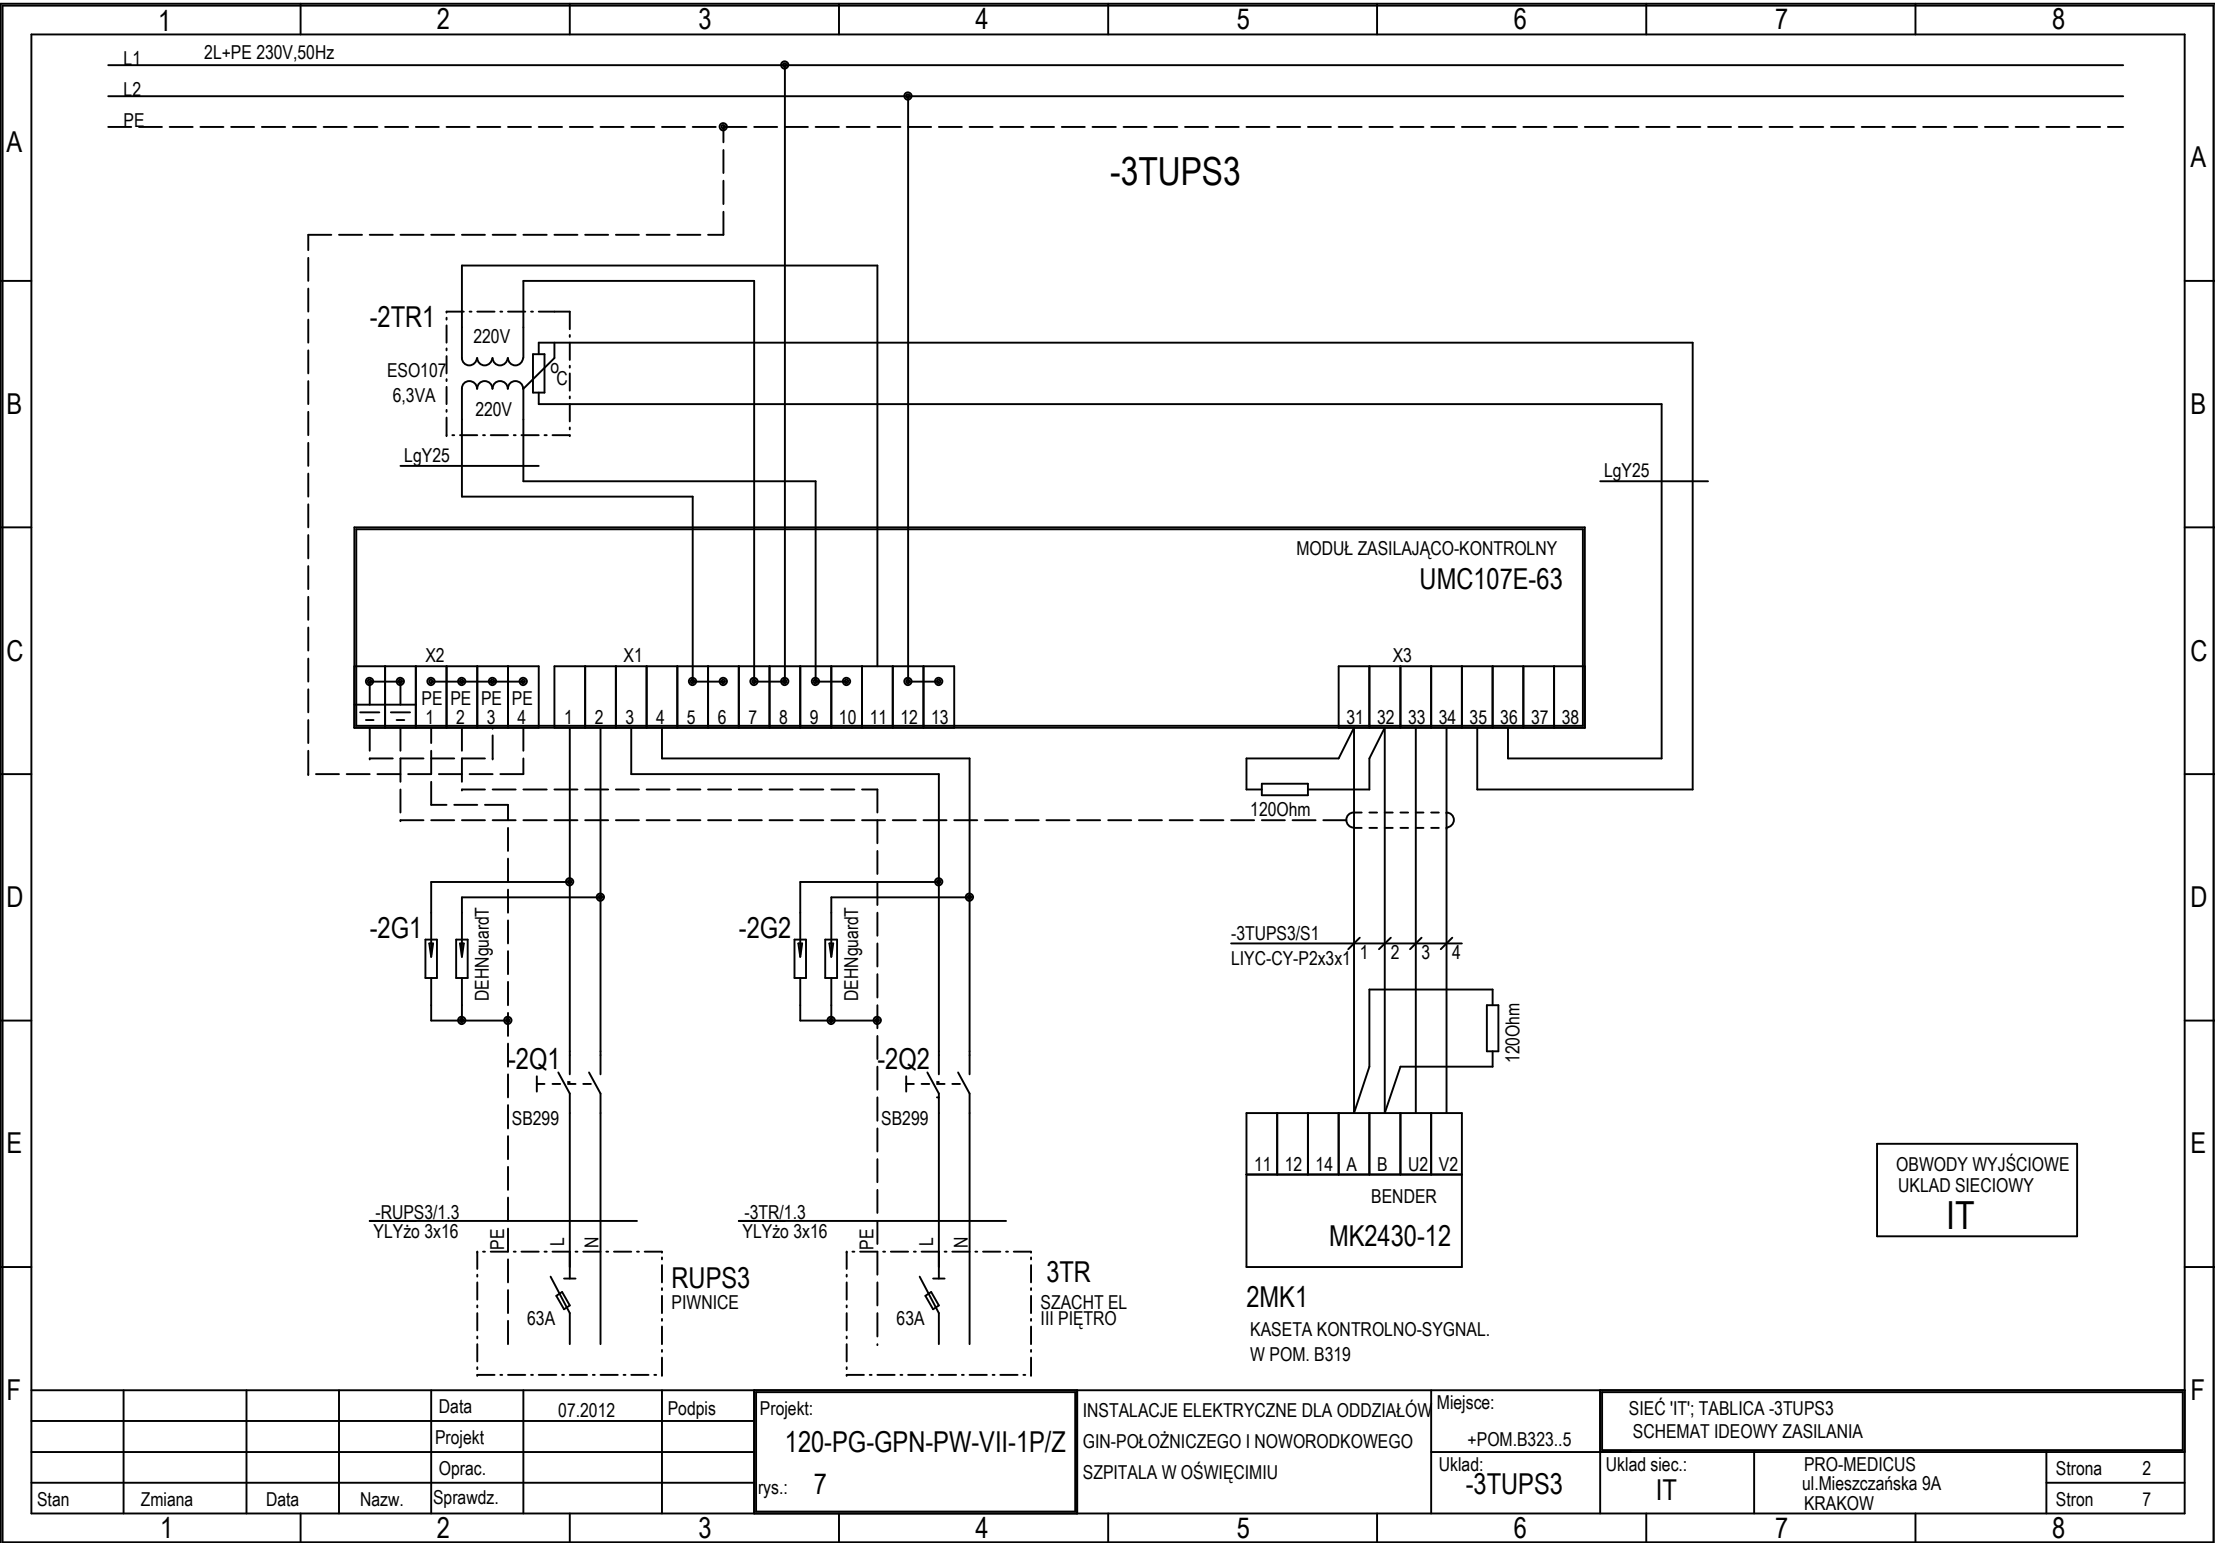 1 2 3 4 5 6 7 8
L1 2L+PE 230V,50Hz
L2
PE
A A
-3TUPS3
-2TR1
220V
ESO107
6,3VA
°C
220V
B B
LgY25
LgY25
MODUŁ ZASILAJĄCO-KONTROLNY
UMC107E-63
C C
X2 X1 X3
PE PE PE PE
1 2 3 4 1 2 3 4 5 6 7 8 9 10 11 12 13 31 32 33 34 35 36 37 38
120Ohm
D D
-2G1
DEHNguardT
-2G2
DEHNguardT
-3TUPS3/S1
LIYC-CY-P2x3x1
1 2 3 4
120Ohm
-2Q1
SB299
-2Q2
SB299
E E
11 12 14 A B U2 V2
BENDER
MK2430-12
OBWODY WYJŚCIOWE
UKLAD SIECIOWY
IT
-RUPS3/1.3
YLYżo 3x16
PE L N
-3TR/1.3
YLYżo 3x16
PE L N
RUPS3
PIWNICE
63A
3TR
SZACHT EL
III PIĘTRO
63A
2MK1
KASETA KONTROLNO-SYGNAL.
W POM. B319
F F
Data 07.2012 Podpis
Projekt
Oprac.
Stan Zmiana Data Nazw. Sprawdz.
Projekt:
120-PG-GPN-PW-VII-1P/Z
rys.: 7
INSTALACJE ELEKTRYCZNE DLA ODDZIAŁÓW
GIN-POŁOŻNICZEGO I NOWORODKOWEGO
SZPITALA W OŚWIĘCIMIU
Miejsce:
+POM.B323..5
Uklad:
-3TUPS3
SIEĆ 'IT'; TABLICA -3TUPS3
SCHEMAT IDEOWY ZASILANIA
Uklad siec.:
IT
PRO-MEDICUS
ul.Mieszczańska 9A
KRAKOW
Strona 2
Stron 7
1 2 3 4 5 6 7 8